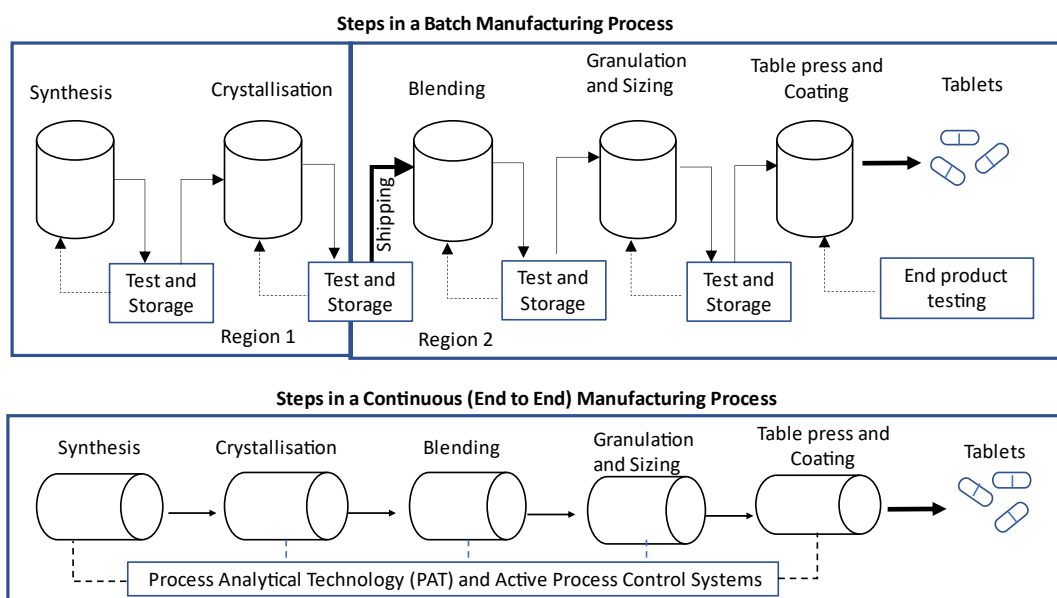 Steps in a Batch Manufacturing Process
Synthesis
Crystallisation
Blending
Granulation
and Sizing
Table press and
Coating
Tablets
Shipping
Test and
Storage
Test and
Storage
Test and
Storage
Test and
Storage
End product
testing
Region 1
Region 2
Steps in a Continuous (End to End) Manufacturing Process
Synthesis
Crystallisation
Blending
Granulation
and Sizing
Table press and
Coating
Tablets
Process Analytical Technology (PAT) and Active Process Control Systems